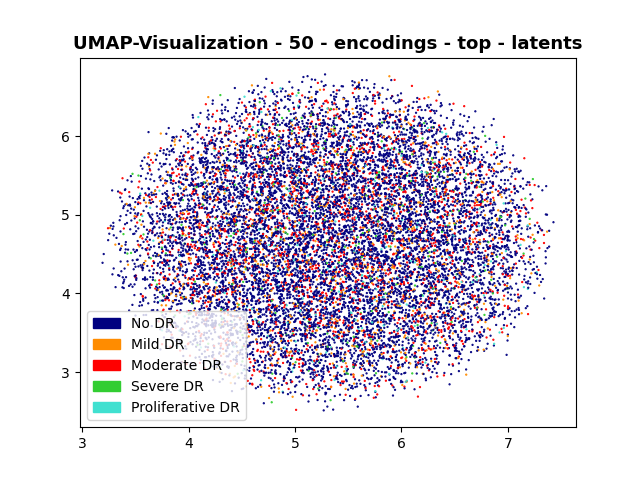 UMAP-Visualization - 50 - encodings - top - latents
6
5
4
3
No DR
Mild DR
Moderate DR
Severe DR
Proliferative DR
3 4 5 6 7